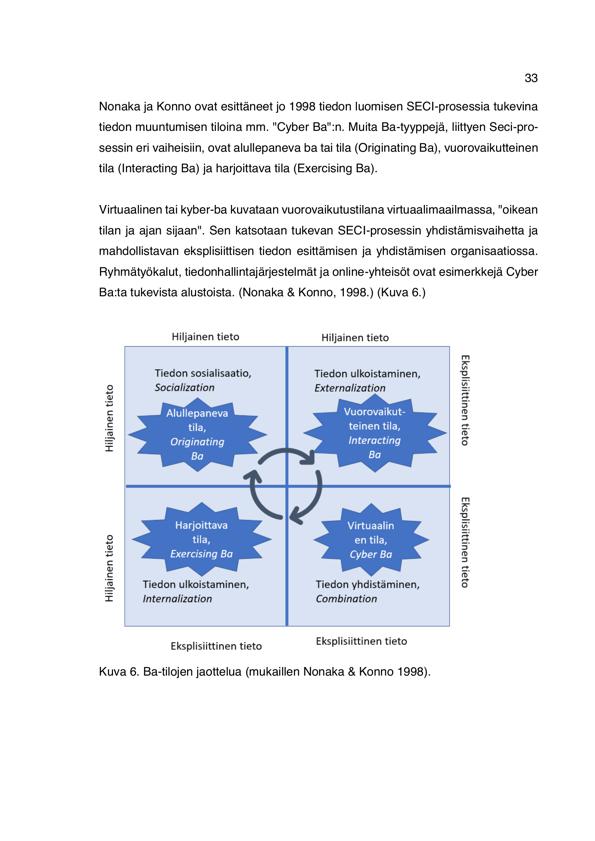 33
Nonaka ja Konno ovat esittäneet jo 1998 tiedon luomisen SECI-prosessia tukevina
tiedon muuntumisen tiloina mm. "Cyber Ba":n. Muita Ba-tyyppejä, liittyen Seci-pro-
sessin eri vaiheisiin, ovat alullepaneva ba tai tila (Originating Ba), vuorovaikutteinen
tila (Interacting Ba) ja harjoittava tila (Exercising Ba).
Virtuaalinen tai kyber-ba kuvataan vuorovaikutustilana virtuaalimaailmassa, "oikean
tilan ja ajan sijaan". Sen katsotaan tukevan SECI-prosessin yhdistämisvaihetta ja
mahdollistavan eksplisiittisen tiedon esittämisen ja yhdistämisen organisaatiossa.
Ryhmätyökalut, tiedonhallintajärjestelmät ja online-yhteisöt ovat esimerkkejä Cyber
Ba:ta tukevista alustoista. (Nonaka & Konno, 1998.) (Kuva 6.)
Hiljainen tieto
Hiljainen tieto
Hiljainen tieto
Tiedon sosialisaatio,
Socialization
Alullepaneva
tila,
Originating
Ba
Tiedon ulkoistaminen,
Externalization
Vuorovaikut-
teinen tila,
Interacting
Ba
Eksplisiittinen tieto
Hiljainen tieto
Harjoittava
tila,
Exercising Ba
Tiedon ulkoistaminen,
Internalization
Virtuaalin
en tila,
Cyber Ba
Tiedon yhdistäminen,
Combination
Eksplisiittinen tieto
Eksplisiittinen tieto
Eksplisiittinen tieto
Kuva 6. Ba-tilojen jaottelua (mukaillen Nonaka & Konno 1998).